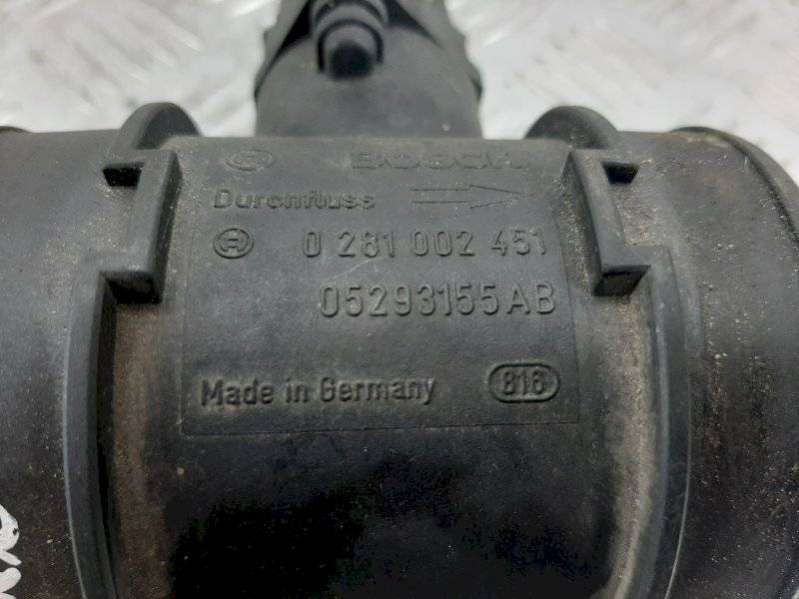 BOSCH
Durchfluss
0 281 002 451
05293155AB
Made in Germany 816